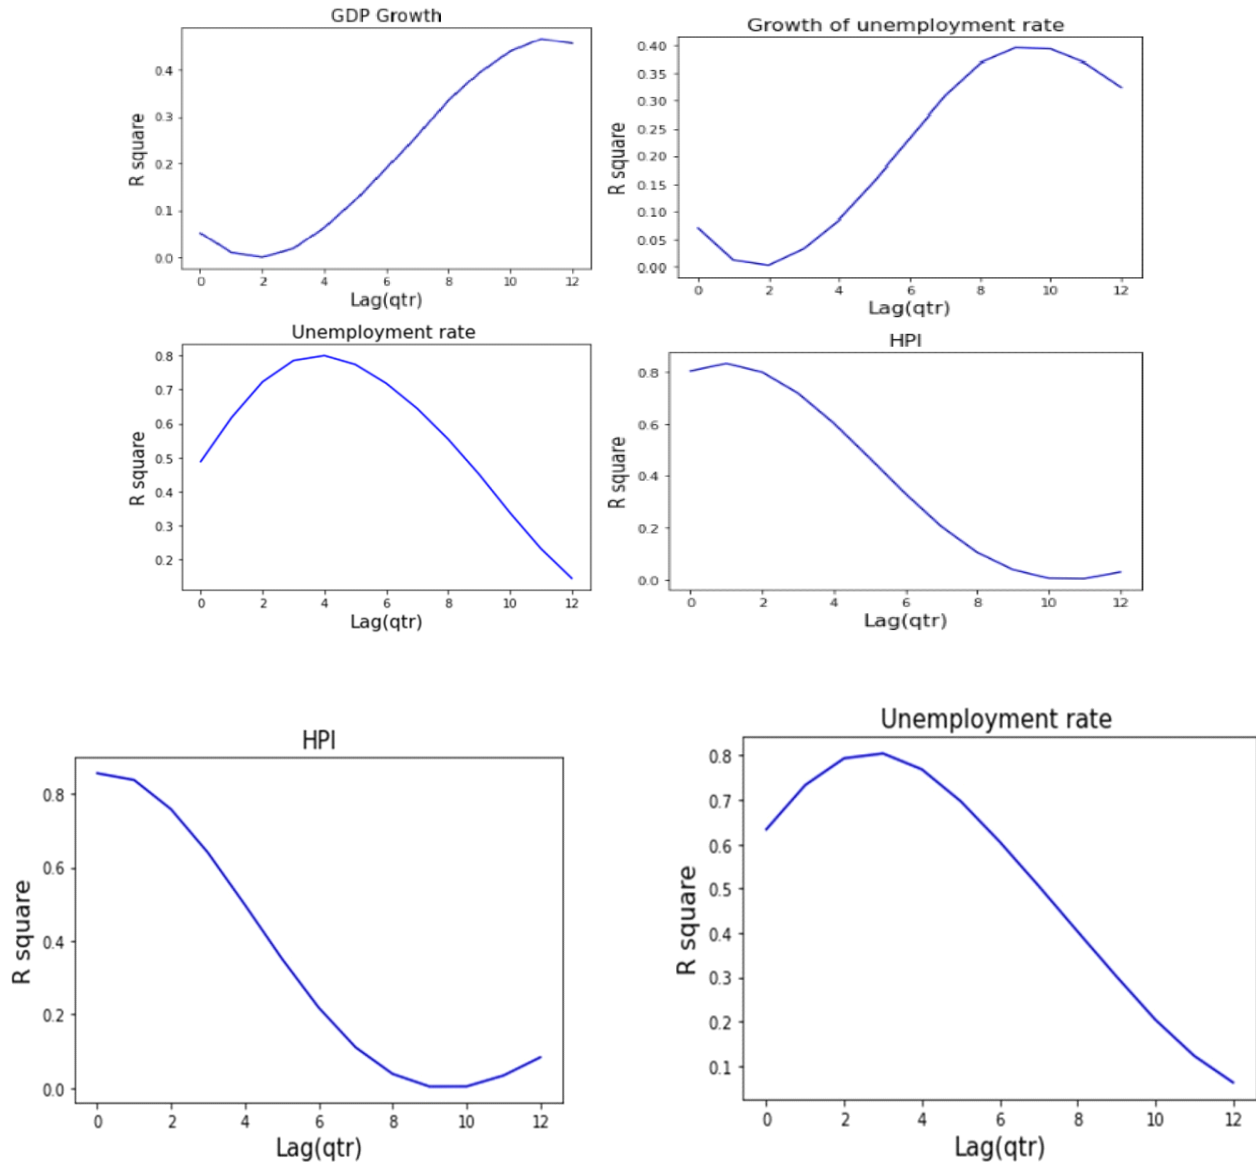 GDP Growth
R square
0.4
0.3
0.2
0.1
0.0
0 2 4 6 8 10 12
Lag(qtr)
Growth of unemployment rate
R square
0.40
0.35
0.30
0.25
0.20
0.15
0.10
0.05
0.00
0 2 4 6 8 10 12
Lag(qtr)
Unemployment rate
R square
0.8
0.7
0.6
0.5
0.4
0.3
0.2
0 2 4 6 8 10 12
Lag(qtr)
HPI
R square
0.8
0.6
0.4
0.2
0.0
0 2 4 6 8 10 12
Lag(qtr)
HPI
R square
0.8
0.6
0.4
0.2
0.0
0 2 4 6 8 10 12
Lag(qtr)
Unemployment rate
R square
0.8
0.7
0.6
0.5
0.4
0.3
0.2
0.1
0 2 4 6 8 10 12
Lag(qtr)